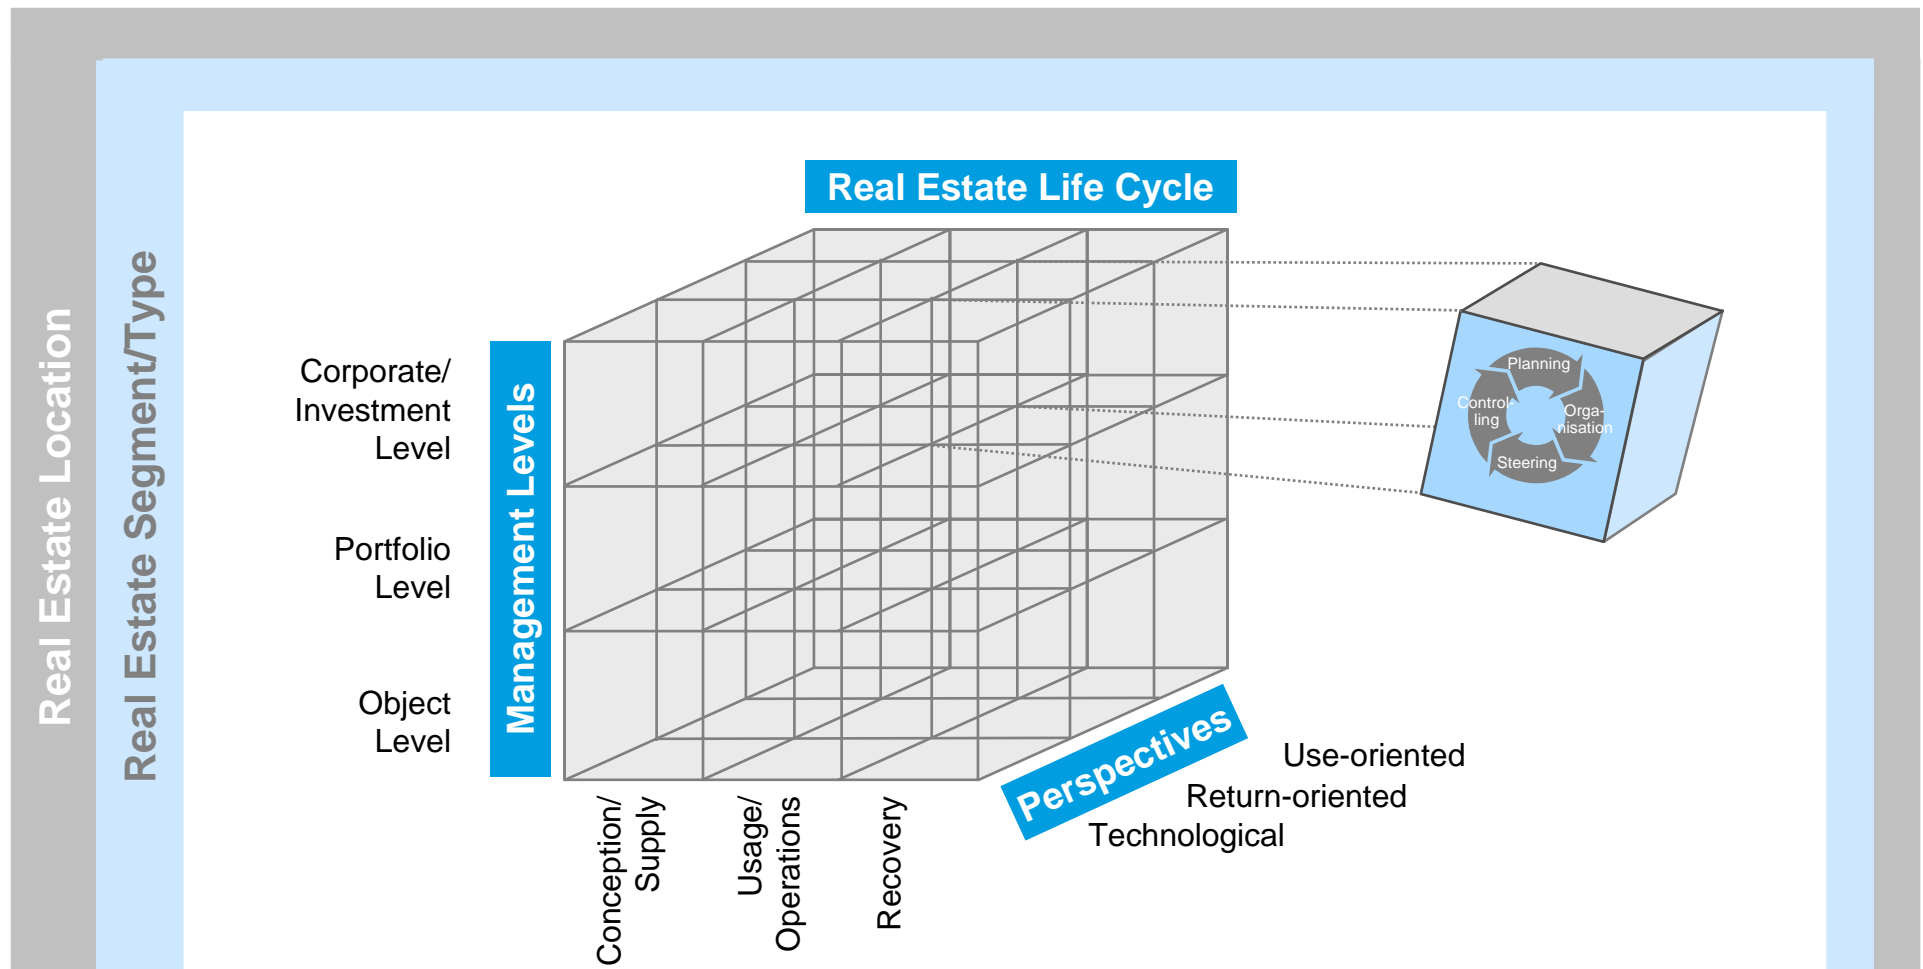 Real Estate Location
Real Estate Segment/Type
Real Estate Life Cycle
Management Levels
Corporate/
Investment
Level
Portfolio
Level
Object
Level
Conception/
Supply
Usage/
Operations
Recovery
Perspectives
Use-oriented
Return-oriented
Technological
Planning
Orga-
nisation
Steering
Control-
ling